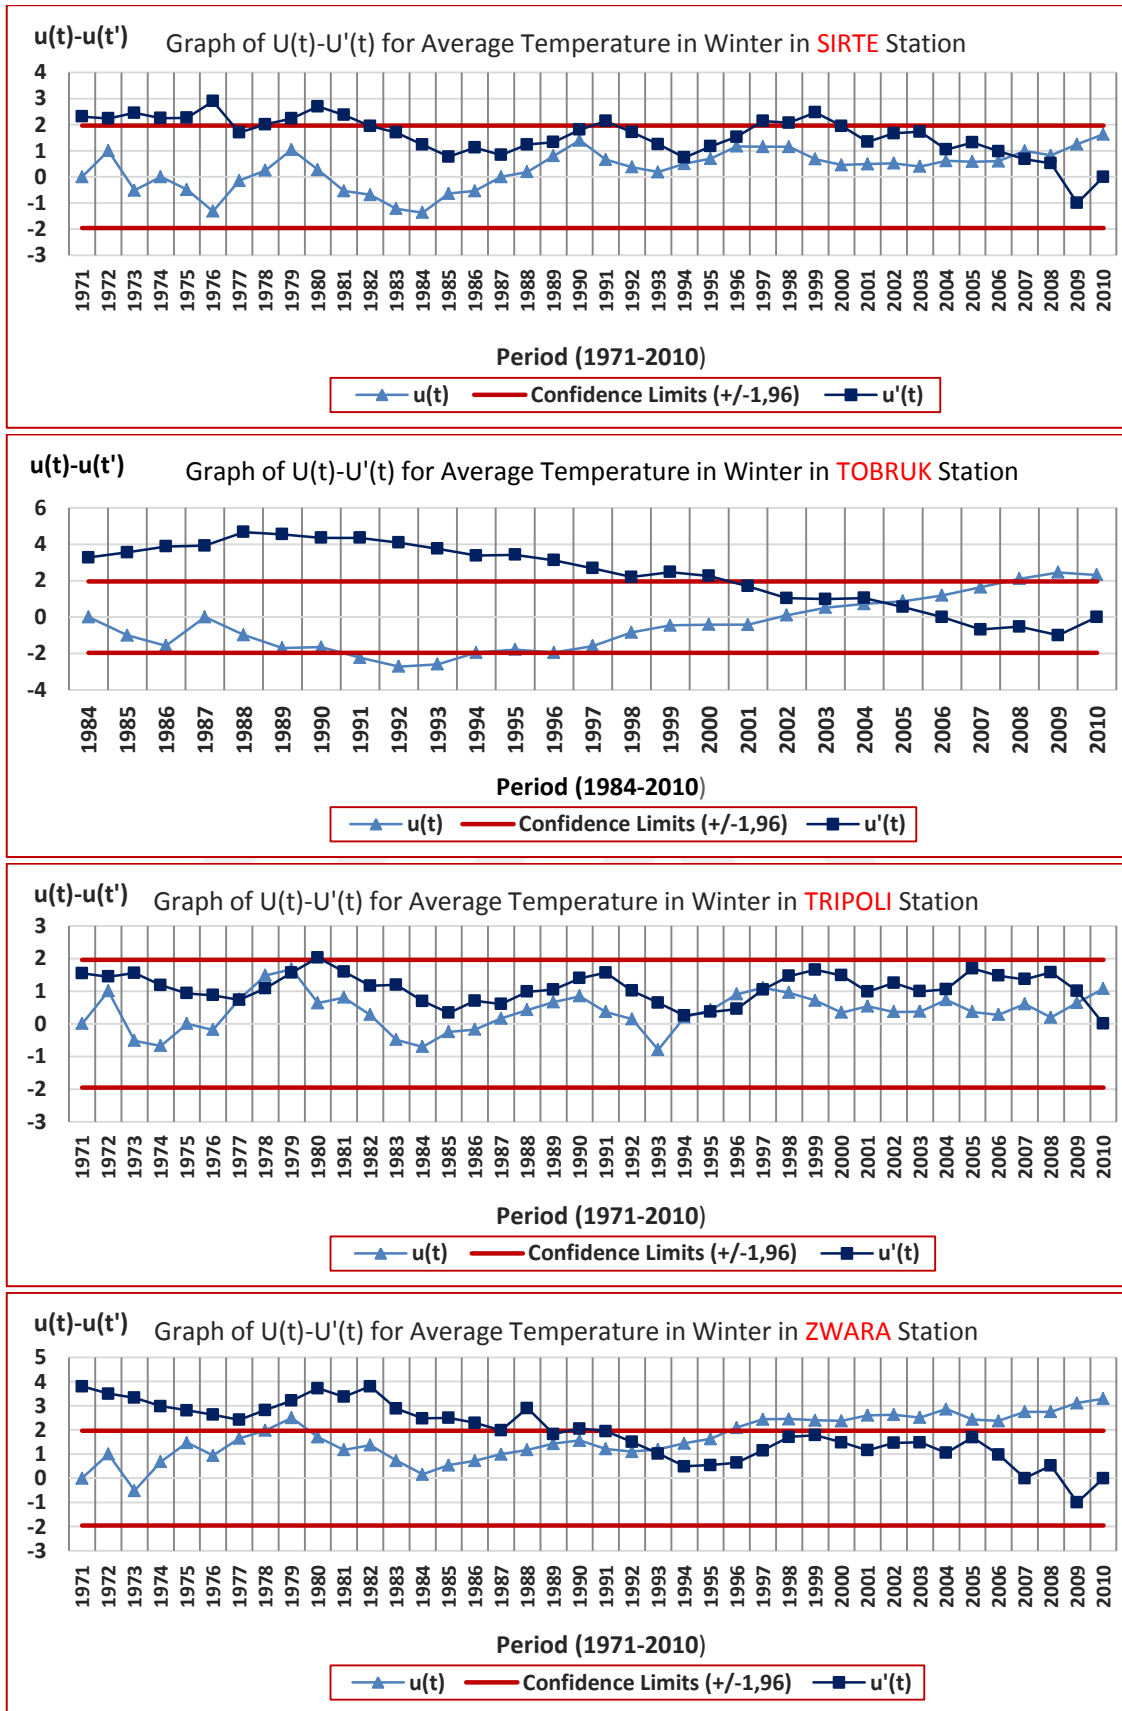 u(t)-u(t')
Graph of U(t)-U'(t) for Average Temperature in Winter in SIRTE Station
4
3
2
1
0
-1
-2
-3
1971 1972 1973 1974 1975 1976 1977 1978 1979 1980 1981 1982 1983 1984 1985 1986 1987 1988 1989 1990 1991 1992 1993 1994 1995 1996 1997 1998 1999 2000 2001 2002 2003 2004 2005 2006 2007 2008 2009 2010
Period (1971-2010)
u(t) Confidence Limits (+/-1,96) u'(t)
u(t)-u(t')
Graph of U(t)-U'(t) for Average Temperature in Winter in TOBRUK Station
6
4
2
0
-2
-4
1984 1985 1986 1987 1988 1989 1990 1991 1992 1993 1994 1995 1996 1997 1998 1999 2000 2001 2002 2003 2004 2005 2006 2007 2008 2009 2010
Period (1984-2010)
u(t) Confidence Limits (+/-1,96) u'(t)
u(t)-u(t')
Graph of U(t)-U'(t) for Average Temperature in Winter in TRIPOLI Station
3
2
1
0
-1
-2
-3
1971 1972 1973 1974 1975 1976 1977 1978 1979 1980 1981 1982 1983 1984 1985 1986 1987 1988 1989 1990 1991 1992 1993 1994 1995 1996 1997 1998 1999 2000 2001 2002 2003 2004 2005 2006 2007 2008 2009 2010
Period (1971-2010)
u(t) Confidence Limits (+/-1,96) u'(t)
u(t)-u(t')
Graph of U(t)-U'(t) for Average Temperature in Winter in ZWARA Station
5
4
3
2
1
0
-1
-2
-3
1971 1972 1973 1974 1975 1976 1977 1978 1979 1980 1981 1982 1983 1984 1985 1986 1987 1988 1989 1990 1991 1992 1993 1994 1995 1996 1997 1998 1999 2000 2001 2002 2003 2004 2005 2006 2007 2008 2009 2010
Period (1971-2010)
u(t) Confidence Limits (+/-1,96) u'(t)